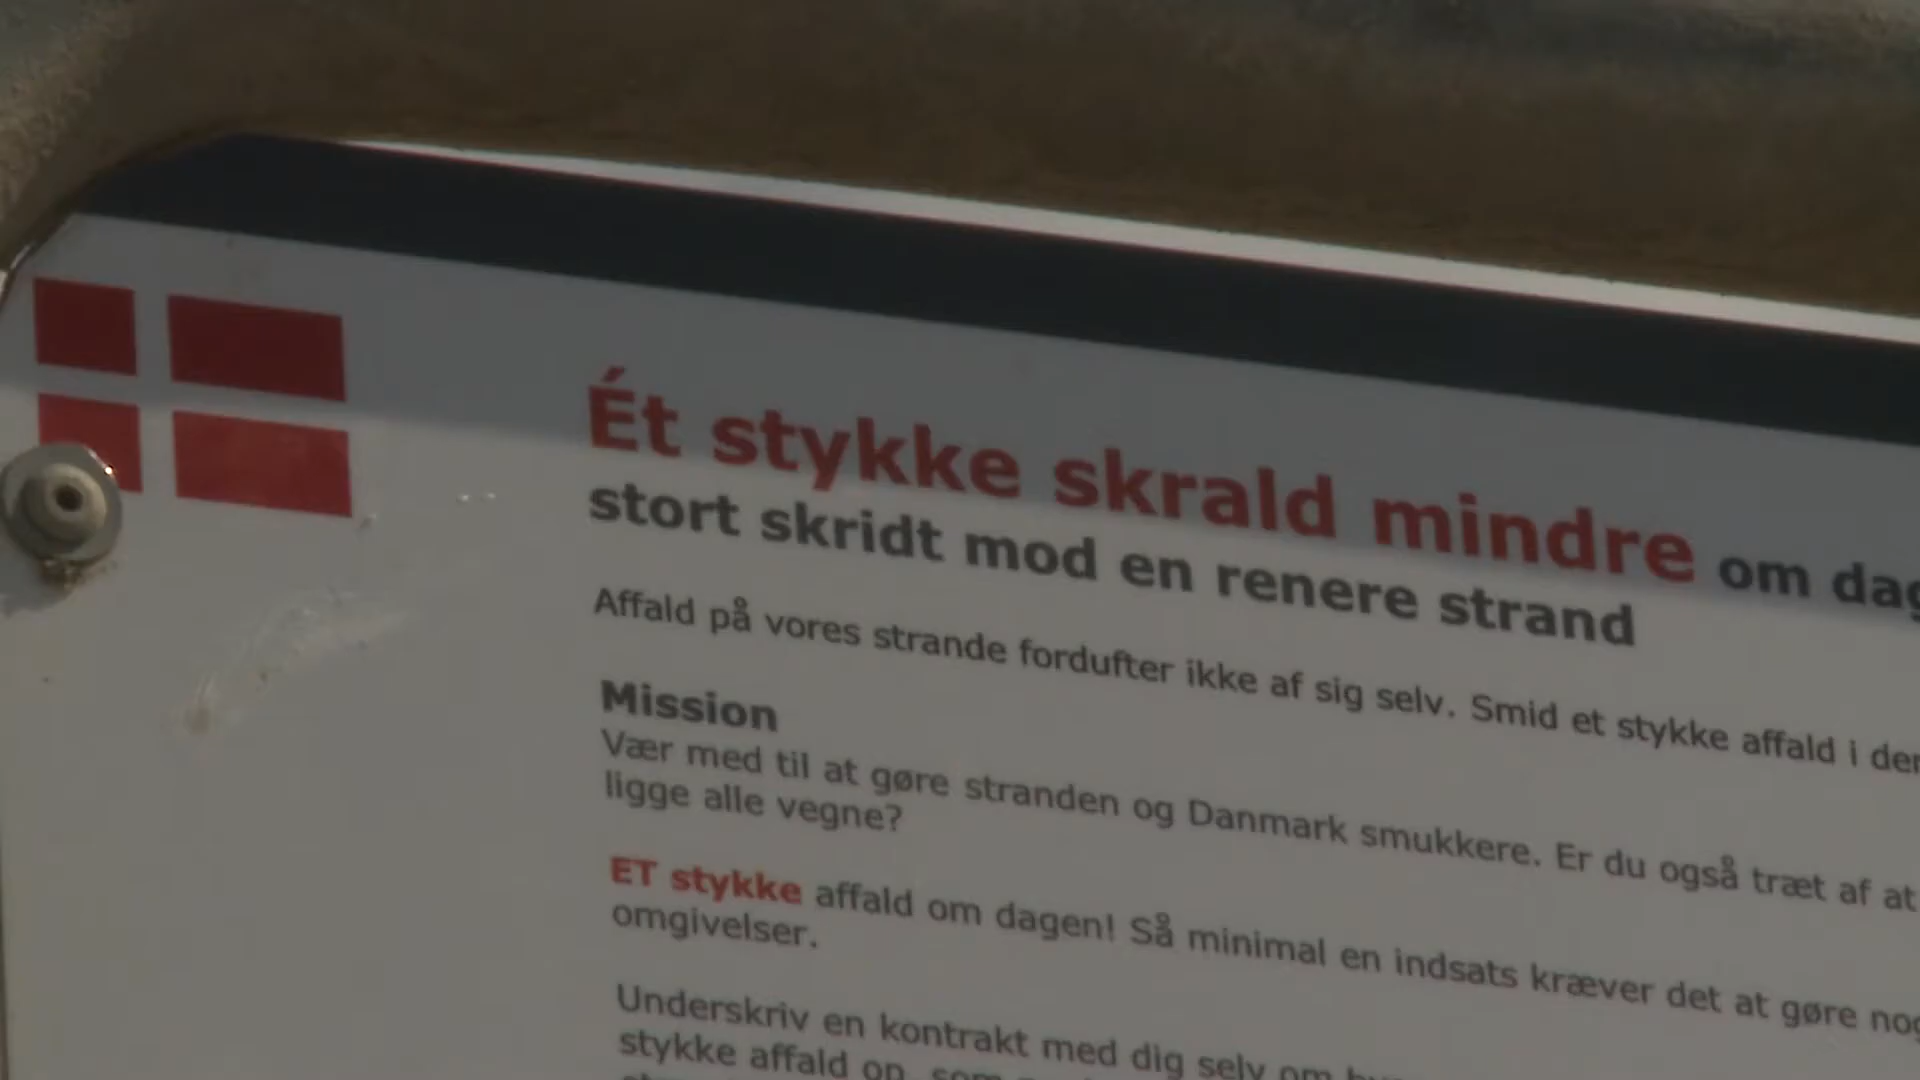 Ét stykke skrald mindre om
stort skridt mod en renere strand
Affald på vores strande fordufter ikke af sig selv. Smid et stykke affald i
Mission
Vær med til at gøre stranden og Danmark smukkere. Er du også træt af at
ligge alle vegne?
ET stykke affald om dagen! Så minimal en indsats kræver det at gøre
omgivelser.
Underskriv en kontrakt med dig selv om
stykke affald op, som